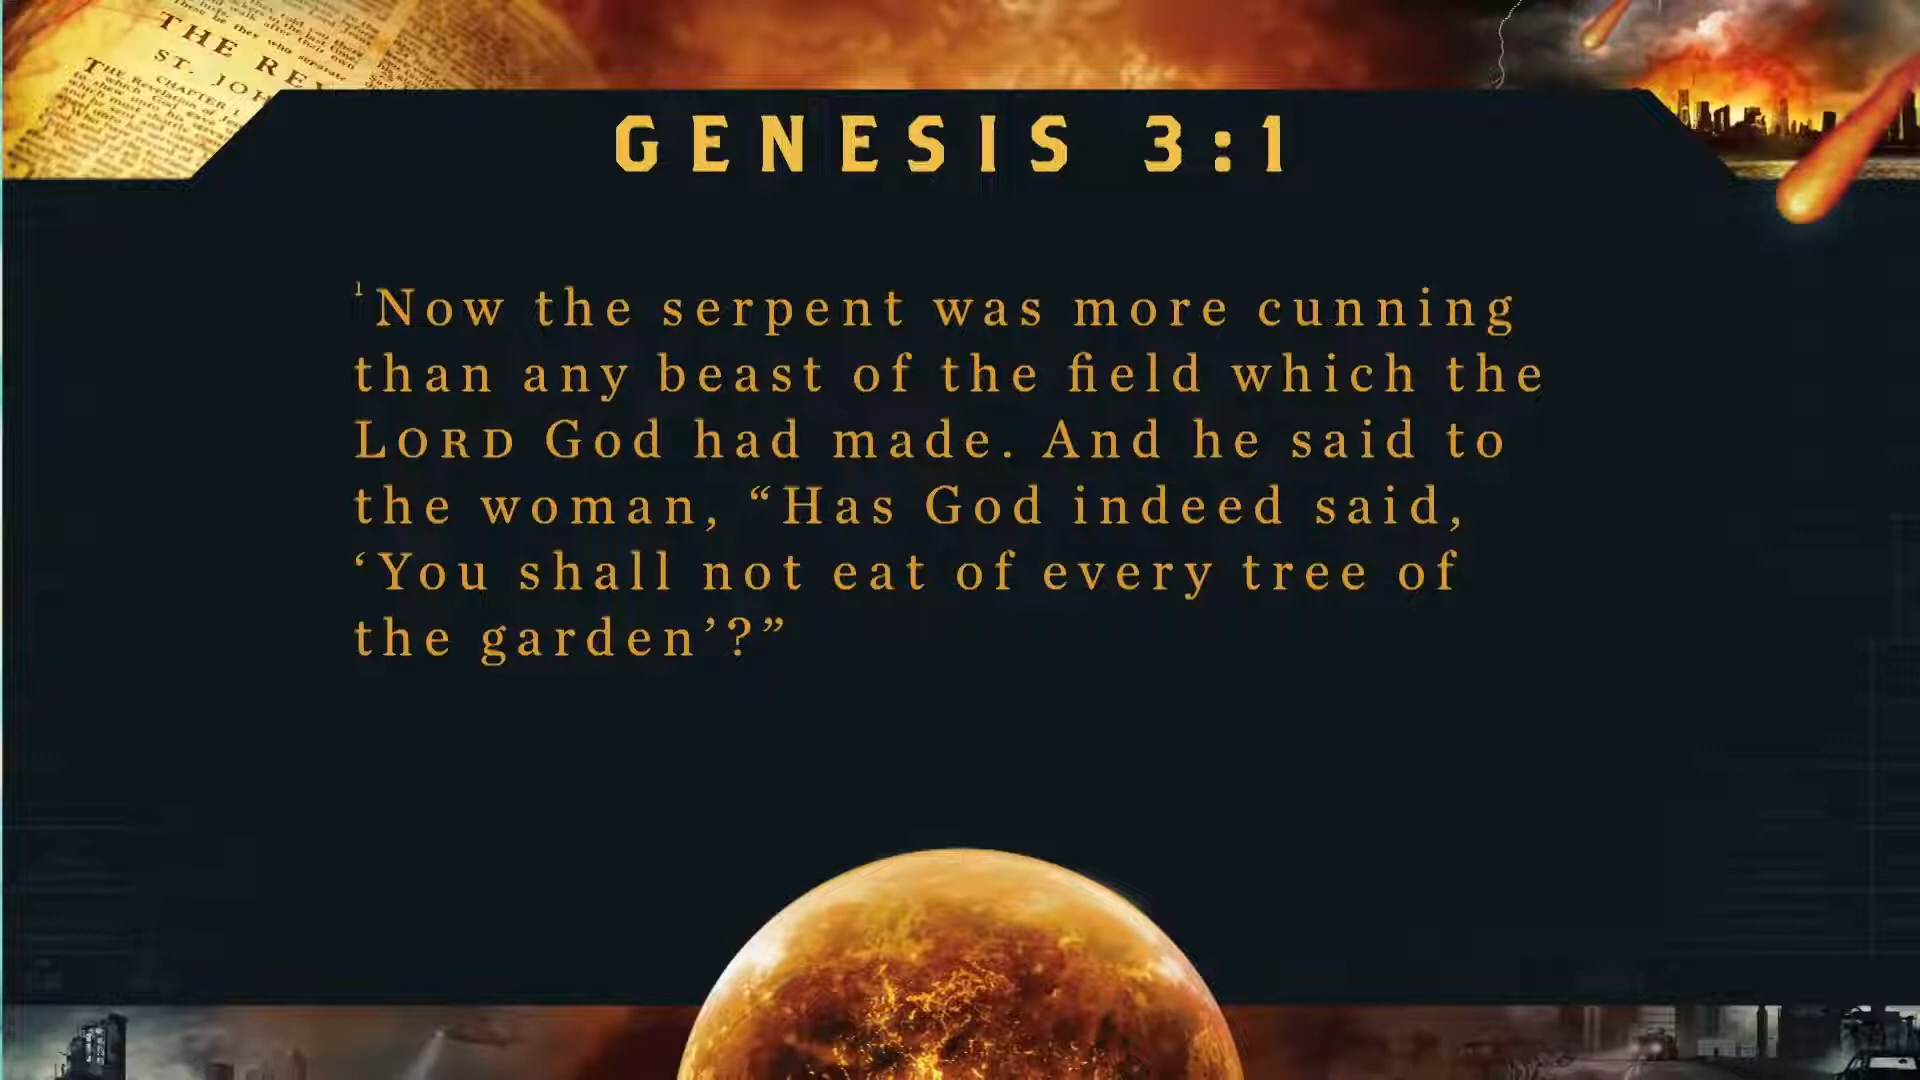 THE REV
ST. JOH
CHAPTER 1
GENESIS 3:1
¹Now the serpent was more cunning
than any beast of the field which the
LORD God had made. And he said to
the woman, “Has God indeed said,
‘You shall not eat of every tree of
the garden’?”